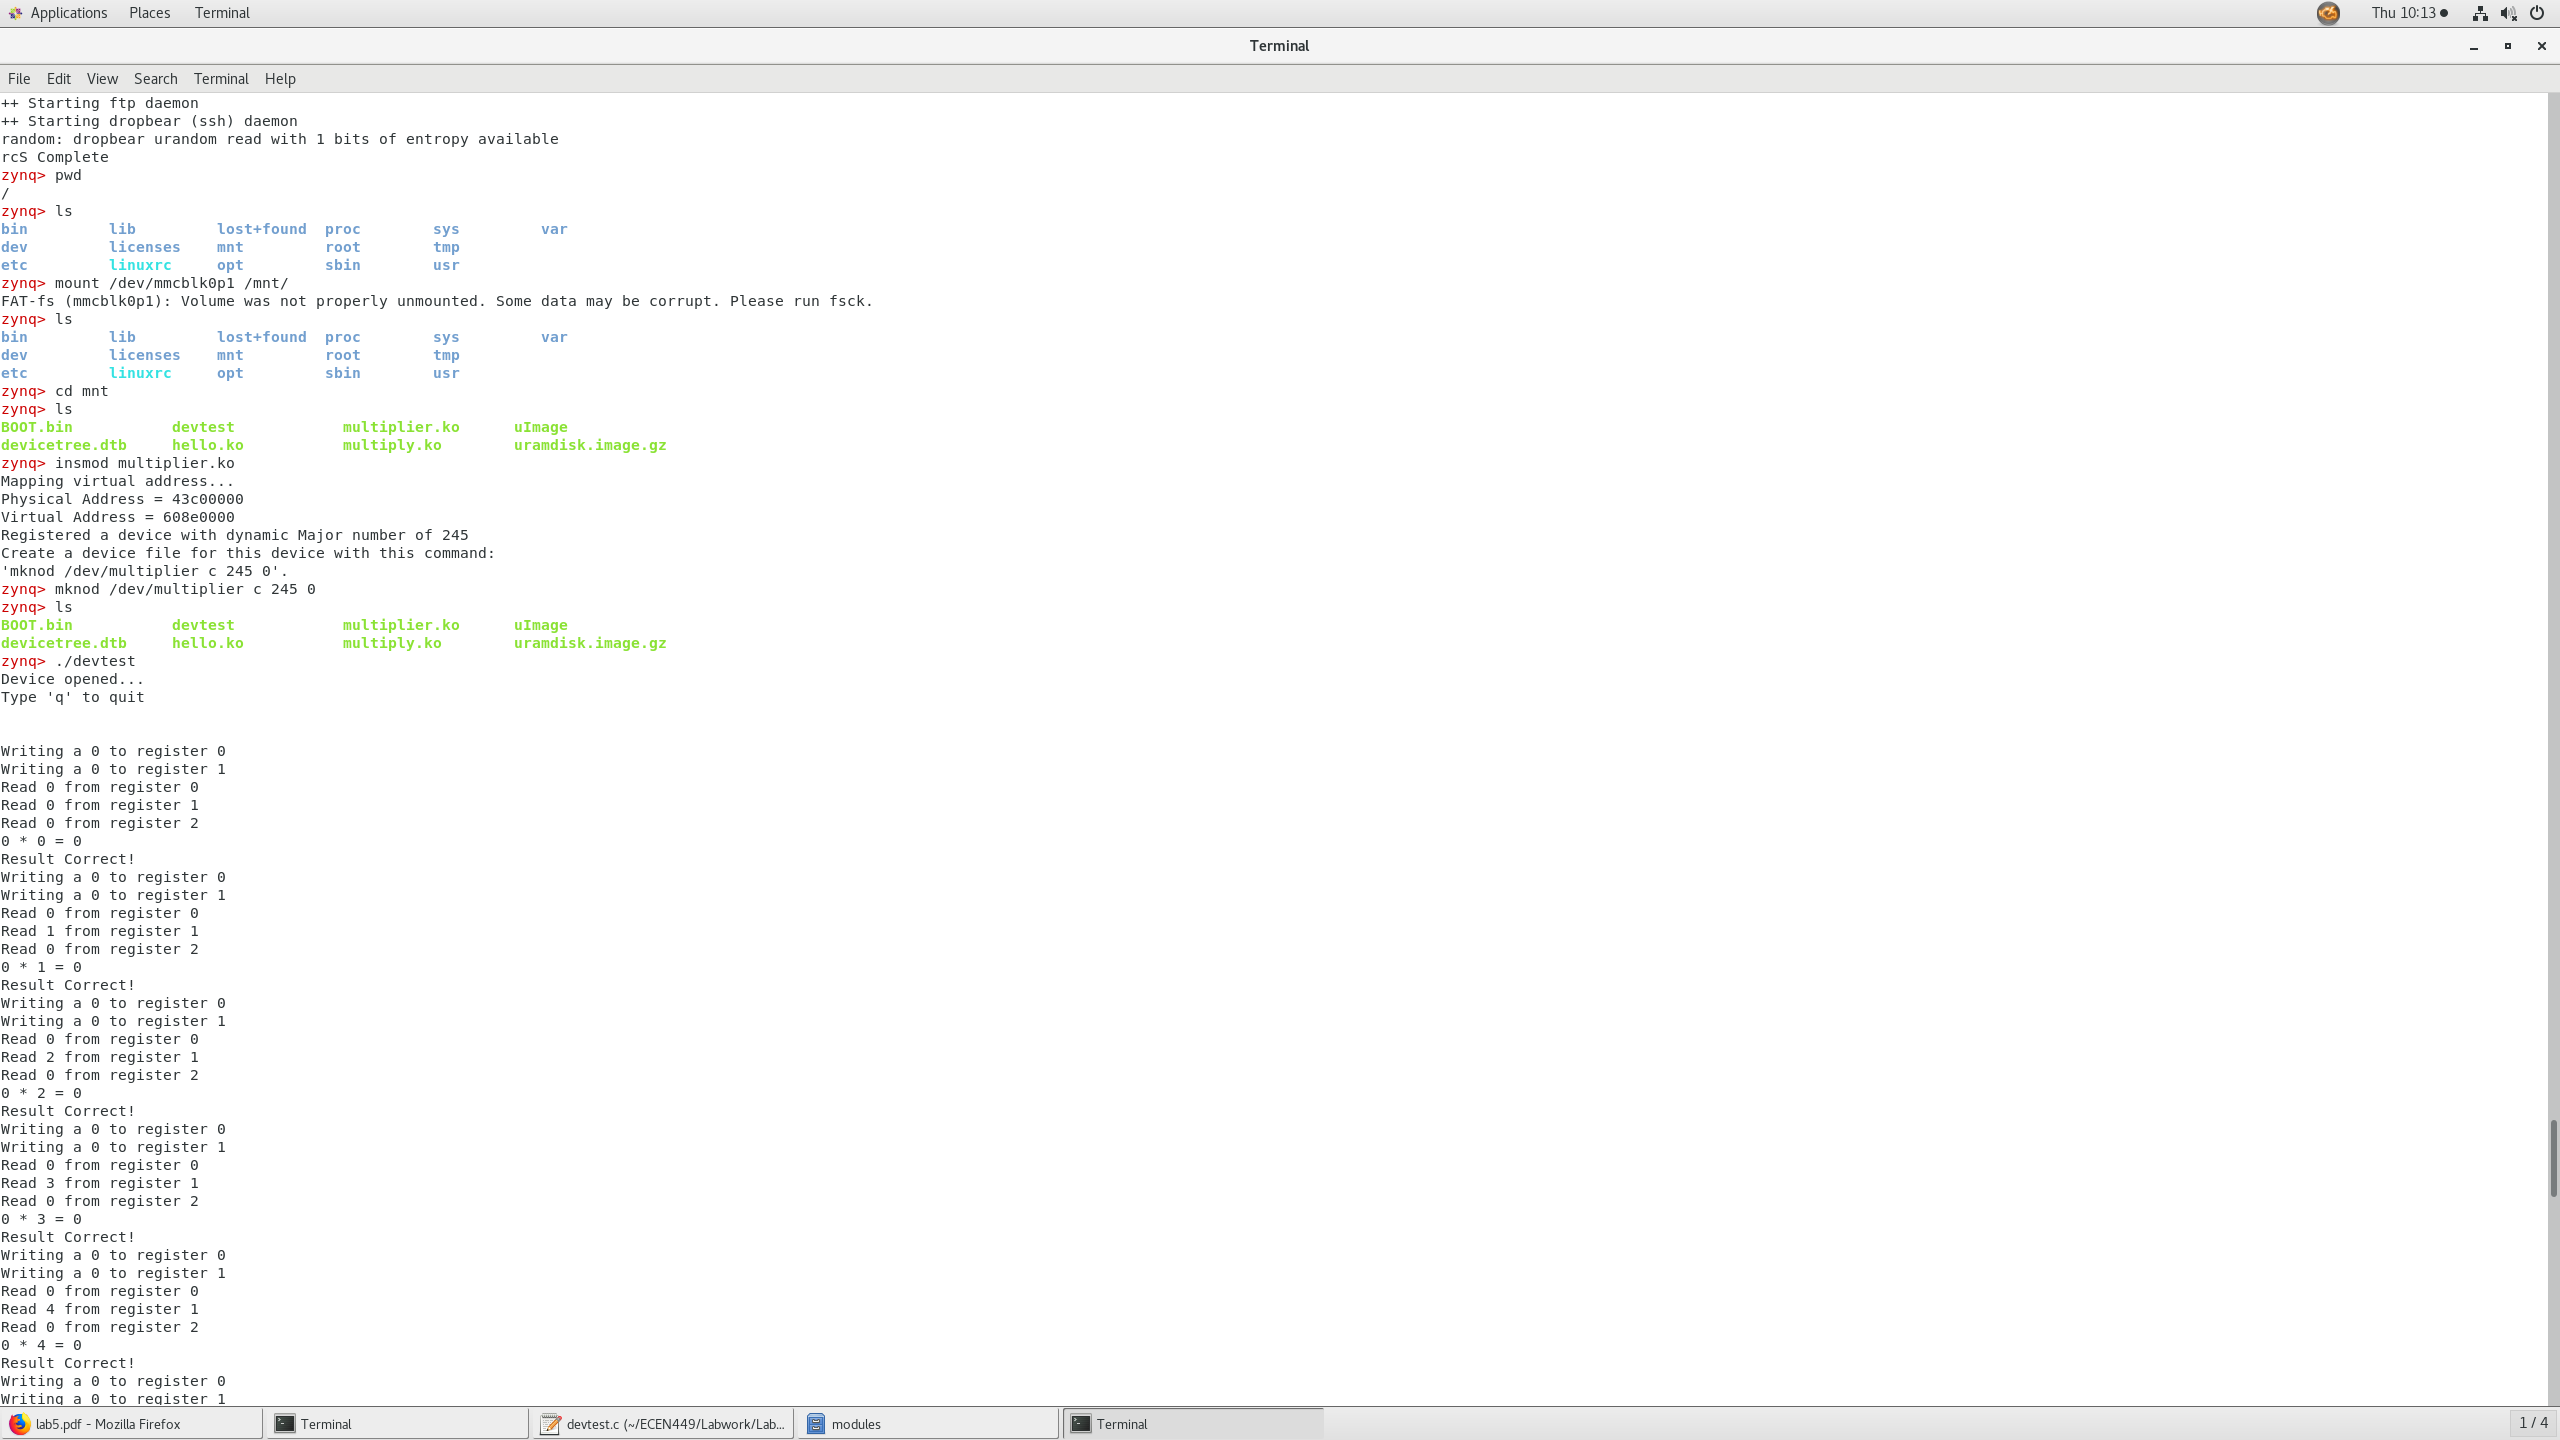 Applications Places Terminal Thu 10:13
Terminal
File Edit View Search Terminal Help
++ Starting ftp daemon
++ Starting dropbear (ssh) daemon
random: dropbear urandom read with 1 bits of entropy available
rcS Complete
zynq> pwd
/
zynq> ls
bin lib lost+found proc sys var
dev licenses mnt root tmp
etc linuxrc opt sbin usr
zynq> mount /dev/mmcblk0p1 /mnt/
FAT-fs (mmcblk0p1): Volume was not properly unmounted. Some data may be corrupt. Please run fsck.
zynq> ls
bin lib lost+found proc sys var
dev licenses mnt root tmp
etc linuxrc opt sbin usr
zynq> cd mnt
zynq> ls
BOOT.bin devtest multiplier.ko uImage
devicetree.dtb hello.ko multiply.ko uramdisk.image.gz
zynq> insmod multiplier.ko
Mapping virtual address...
Physical Address = 43c00000
Virtual Address = 608e0000
Registered a device with dynamic Major number of 245
Create a device file for this device with this command:
'mknod /dev/multiplier c 245 0'.
zynq> mknod /dev/multiplier c 245 0
zynq> ls
BOOT.bin devtest multiplier.ko uImage
devicetree.dtb hello.ko multiply.ko uramdisk.image.gz
zynq> ./devtest
Device opened...
Type 'q' to quit
Writing a 0 to register 0
Writing a 0 to register 1
Read 0 from register 0
Read 0 from register 1
Read 0 from register 2
0 * 0 = 0
Result Correct!
Writing a 0 to register 0
Writing a 0 to register 1
Read 0 from register 0
Read 1 from register 1
Read 0 from register 2
0 * 1 = 0
Result Correct!
Writing a 0 to register 0
Writing a 0 to register 1
Read 0 from register 0
Read 2 from register 1
Read 0 from register 2
0 * 2 = 0
Result Correct!
Writing a 0 to register 0
Writing a 0 to register 1
Read 0 from register 0
Read 3 from register 1
Read 0 from register 2
0 * 3 = 0
Result Correct!
Writing a 0 to register 0
Writing a 0 to register 1
Read 0 from register 0
Read 4 from register 1
Read 0 from register 2
0 * 4 = 0
Result Correct!
Writing a 0 to register 0
Writing a 0 to register 1
lab5.pdf - Mozilla Firefox Terminal devtest.c (~/ECEN449/Labwork/Lab... modules Terminal 1 / 4